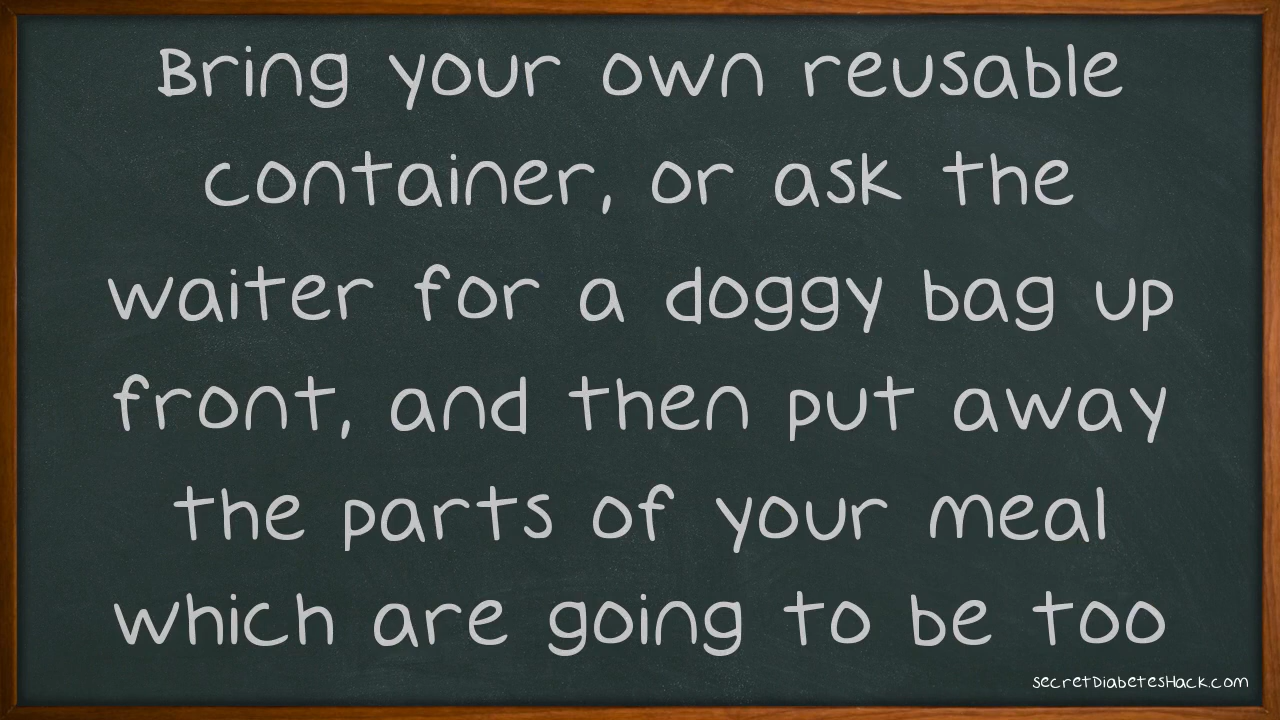 Bring your own reusable
container, or ask the
waiter for a doggy bag up
front, and then put away
the parts of your meal
which are going to be too
secretDiabetesHack.com